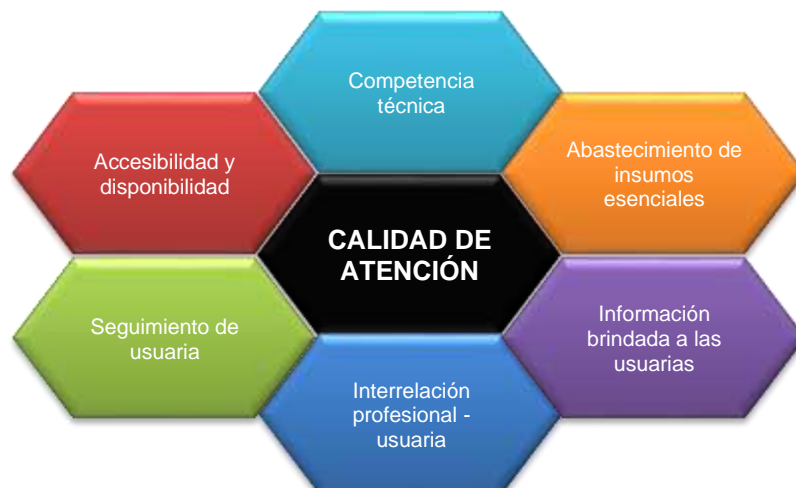 Competencia
técnica
Accesibilidad y
disponibilidad
Abastecimiento de
insumos
esenciales
CALIDAD DE
ATENCIÓN
Seguimiento de
usuaria
Información
brindada a las
usuarias
Interrelación
profesional -
usuaria